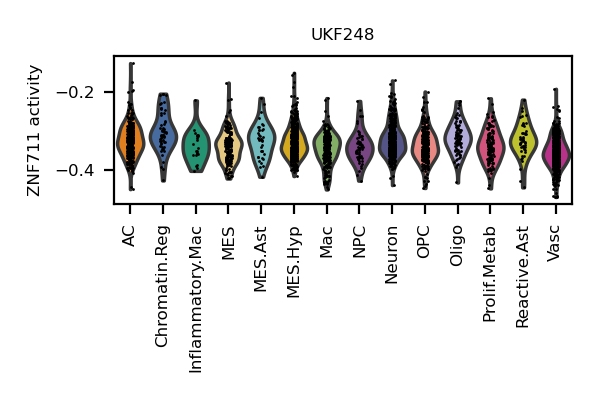 UKF248
ZNF711 activity
−0.2
−0.4
AC
Chromatin.Reg
Inflammatory.Mac
MES
MES.Ast
MES.Hyp
Mac
NPC
Neuron
OPC
Oligo
Prolif.Metab
Reactive.Ast
Vasc